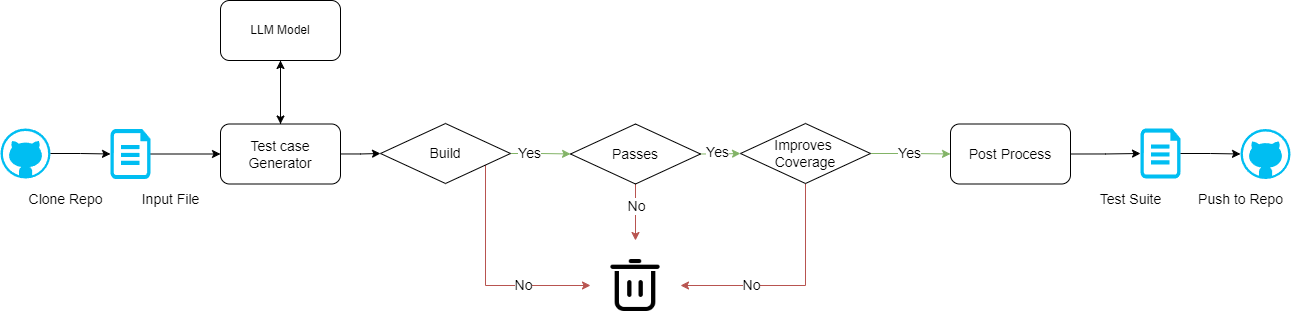 LLM Model
Test case
Generator
Build
Yes
Passes
Yes
Improves
Coverage
Yes
Post Process
Clone Repo
Input File
Test Suite
Push to Repo
No
No
No